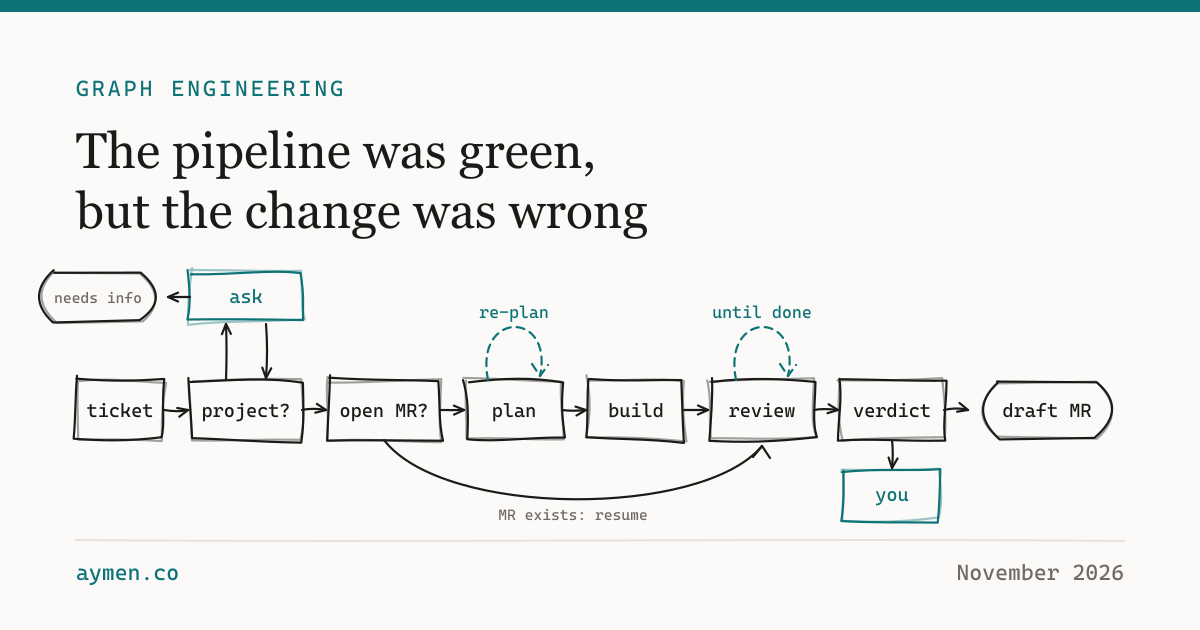 GRAPH ENGINEERING
The pipeline was green,
but the change was wrong
needs info
ask
re-plan
until done
ticket
project?
open MR?
plan
build
review
verdict
draft MR
you
MR exists: resume
aymen.co
November 2026